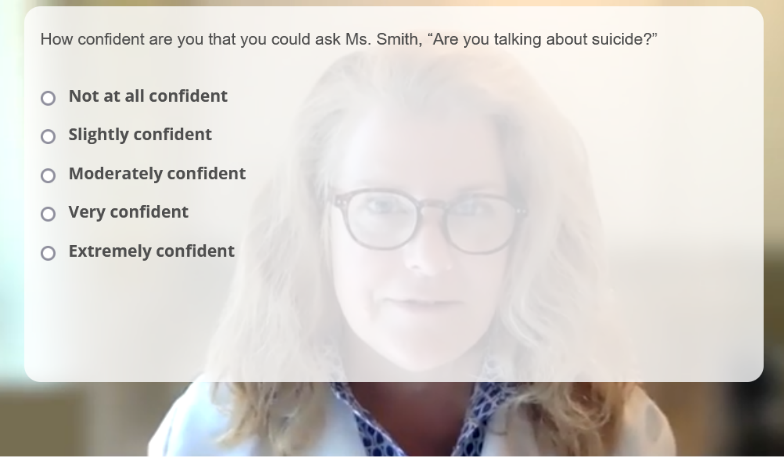 How confident are you that you could ask Ms. Smith, “Are you talking about suicide?”
Not at all confident
Slightly confident
Moderately confident
Very confident
Extremely confident